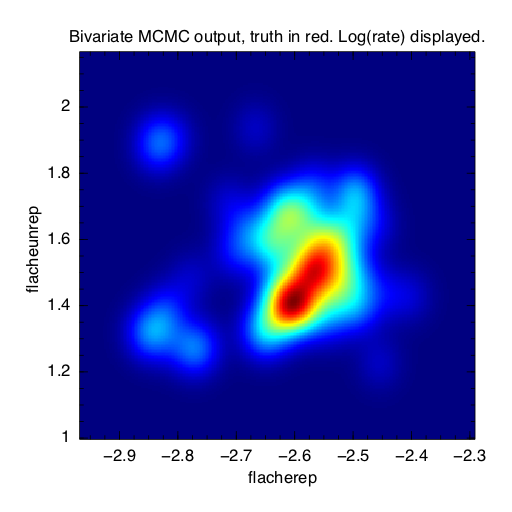 Bivariate MCMC output, truth in red. Log(rate) displayed.
2
1.8
1.6
1.4
1.2
1
flacheunrep
−2.9 −2.8 −2.7 −2.6 −2.5 −2.4 −2.3
flacherep